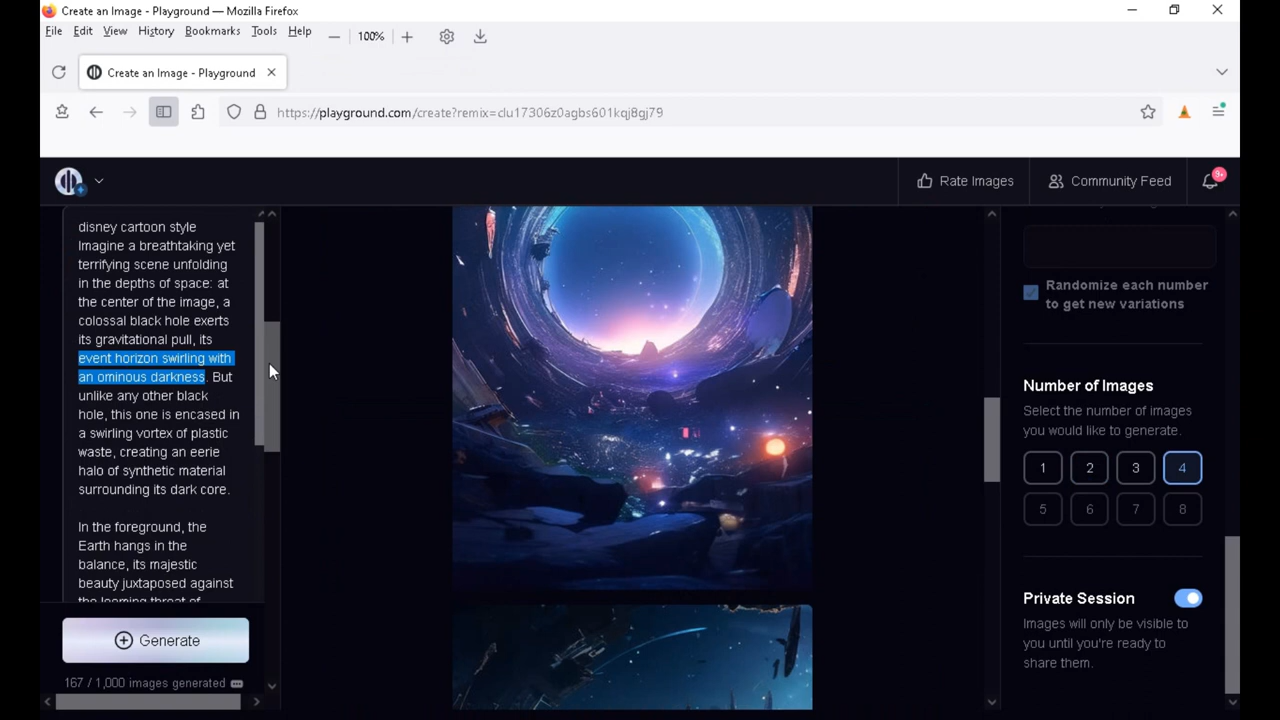 Create an Image - Playground — Mozilla Firefox
File Edit View History Bookmarks Tools Help
100%
Create an Image - Playground
https://playground.com/create?remix=clu17306z0agbs601kqj8gj79
Rate Images
Community Feed
9+
disney cartoon style
Imagine a breathtaking yet
terrifying scene unfolding
in the depths of space: at
the center of the image, a
colossal black hole exerts
its gravitational pull, its
event horizon swirling with
an ominous darkness. But
unlike any other black
hole, this one is encased in
a swirling vortex of plastic
waste, creating an eerie
halo of synthetic material
surrounding its dark core.
In the foreground, the
Earth hangs in the
balance, its majestic
beauty juxtaposed against
the looming threat of
Generate
167 / 1,000 images generated
Randomize each number
to get new variations
Number of Images
Select the number of images
you would like to generate.
1 2 3 4
5 6 7 8
Private Session
Images will only be visible to
you until you're ready to
share them.